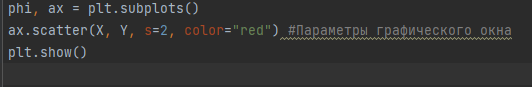 phi, ax = plt.subplots()
ax.scatter(X, Y, s=2, color="red") #Параметры графического окна
plt.show()